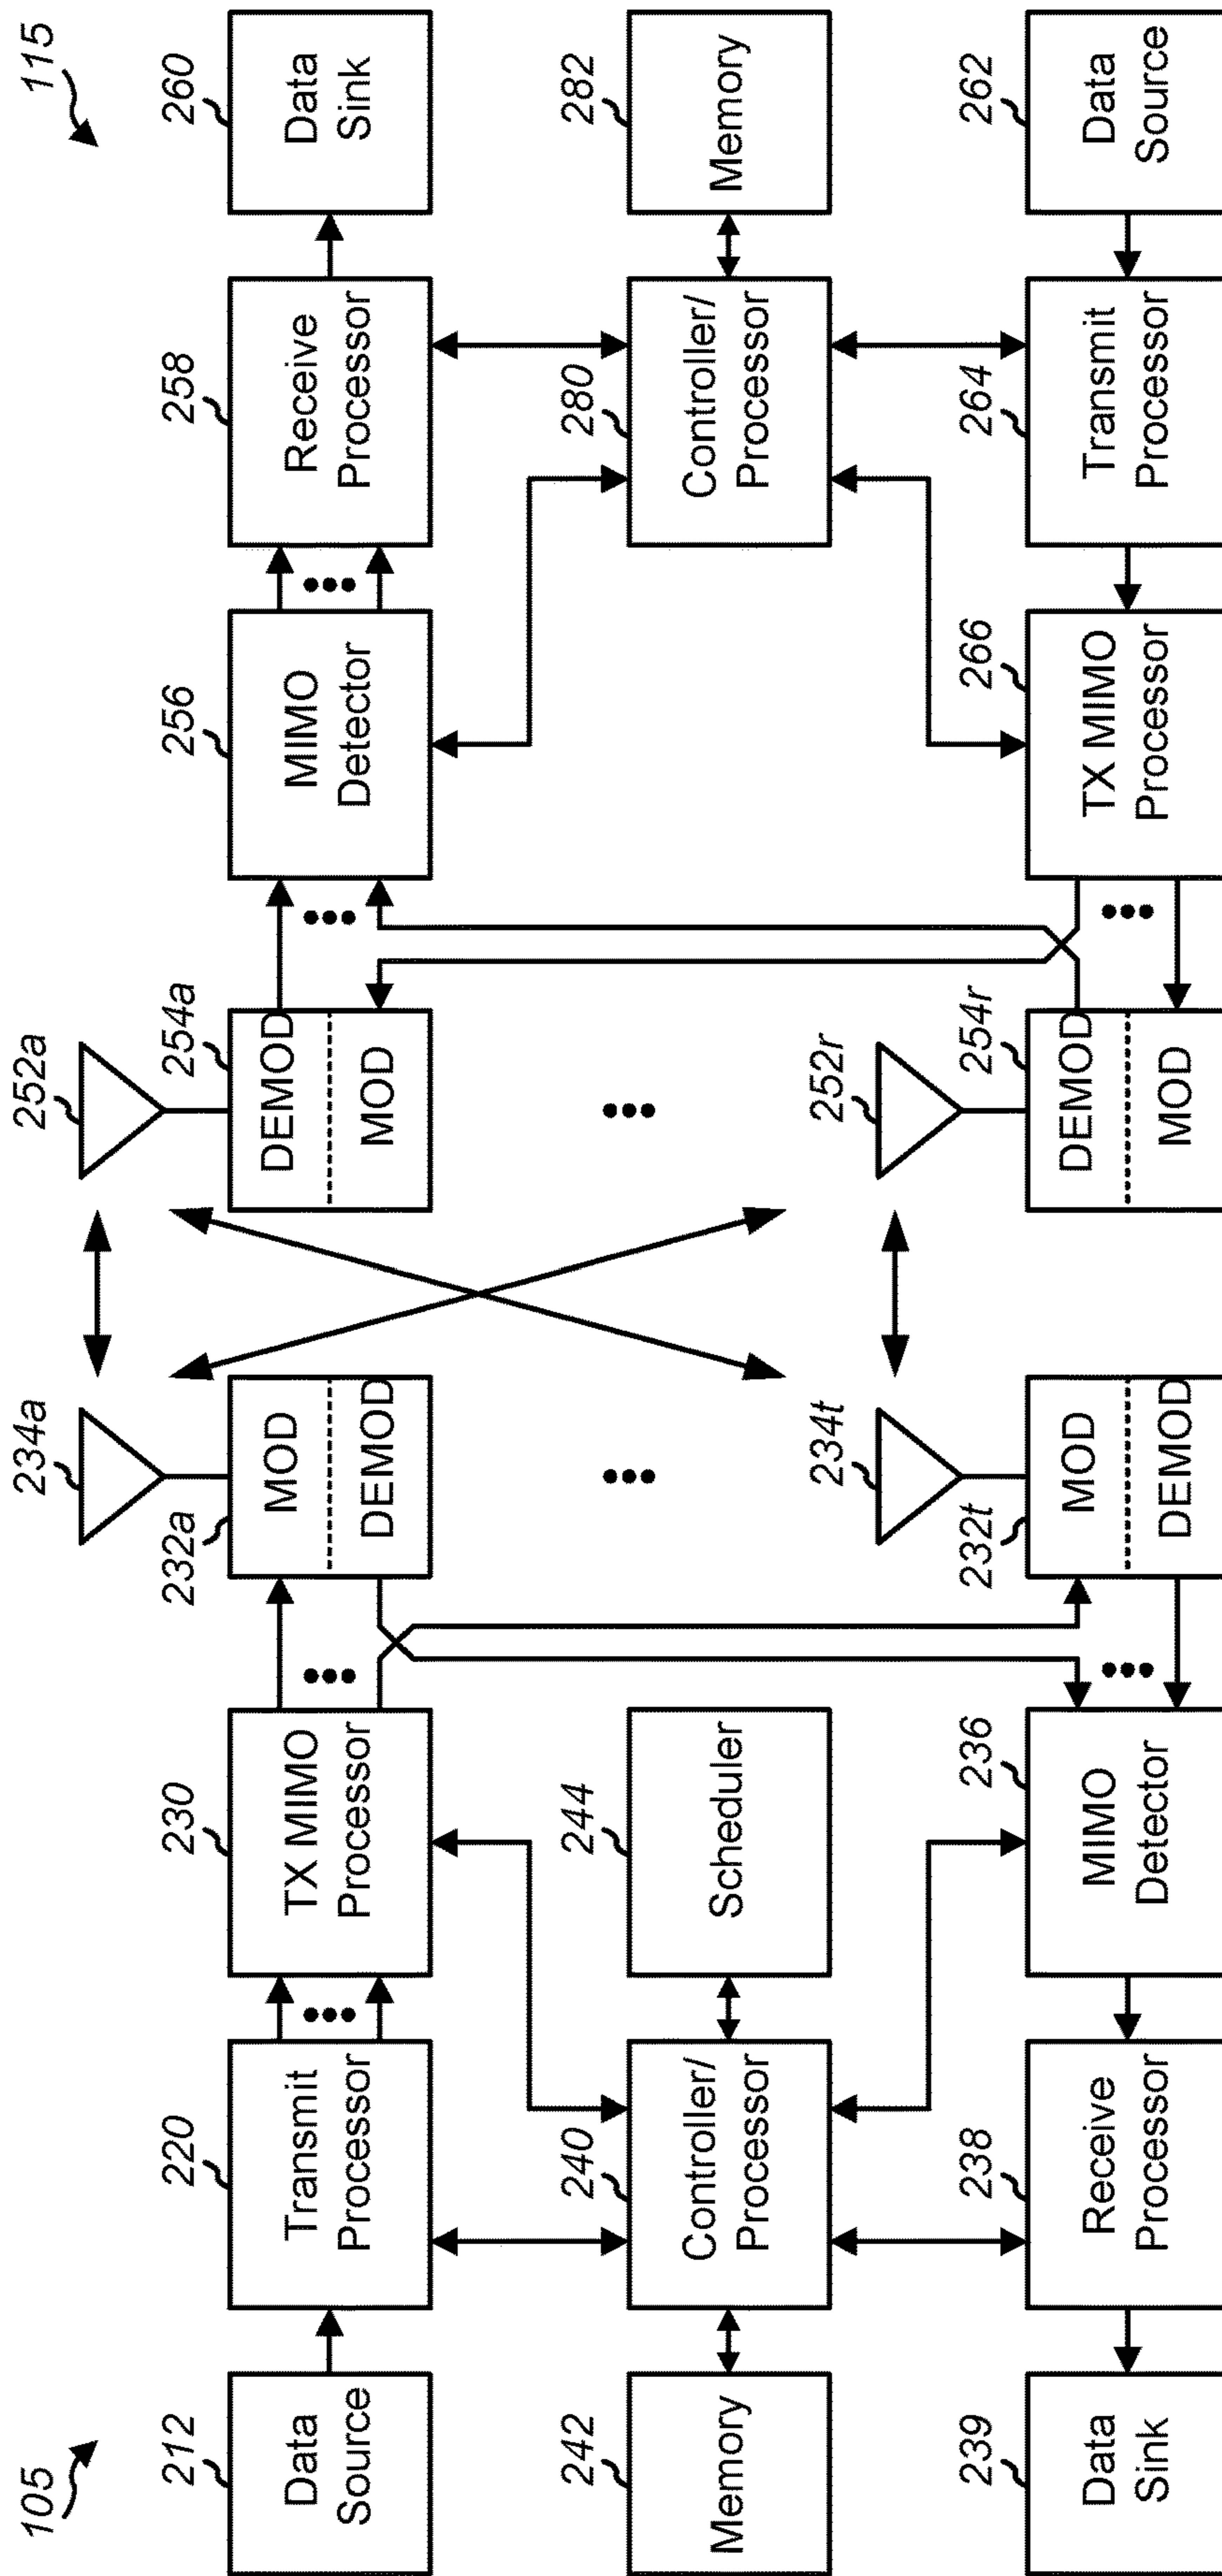 105
115
212
Data
Source
220
Transmit
Processor
230
TX MIMO
Processor
232a
MOD
DEMOD
234a
252a
254a
DEMOD
MOD
256
MIMO
Detector
258
Receive
Processor
260
Data
Sink
242
Memory
240
Controller/
Processor
244
Scheduler
280
Controller/
Processor
282
Memory
239
Data
Sink
238
Receive
Processor
236
MIMO
Detector
232t
MOD
DEMOD
234t
252r
254r
DEMOD
MOD
266
TX MIMO
Processor
264
Transmit
Processor
262
Data
Source